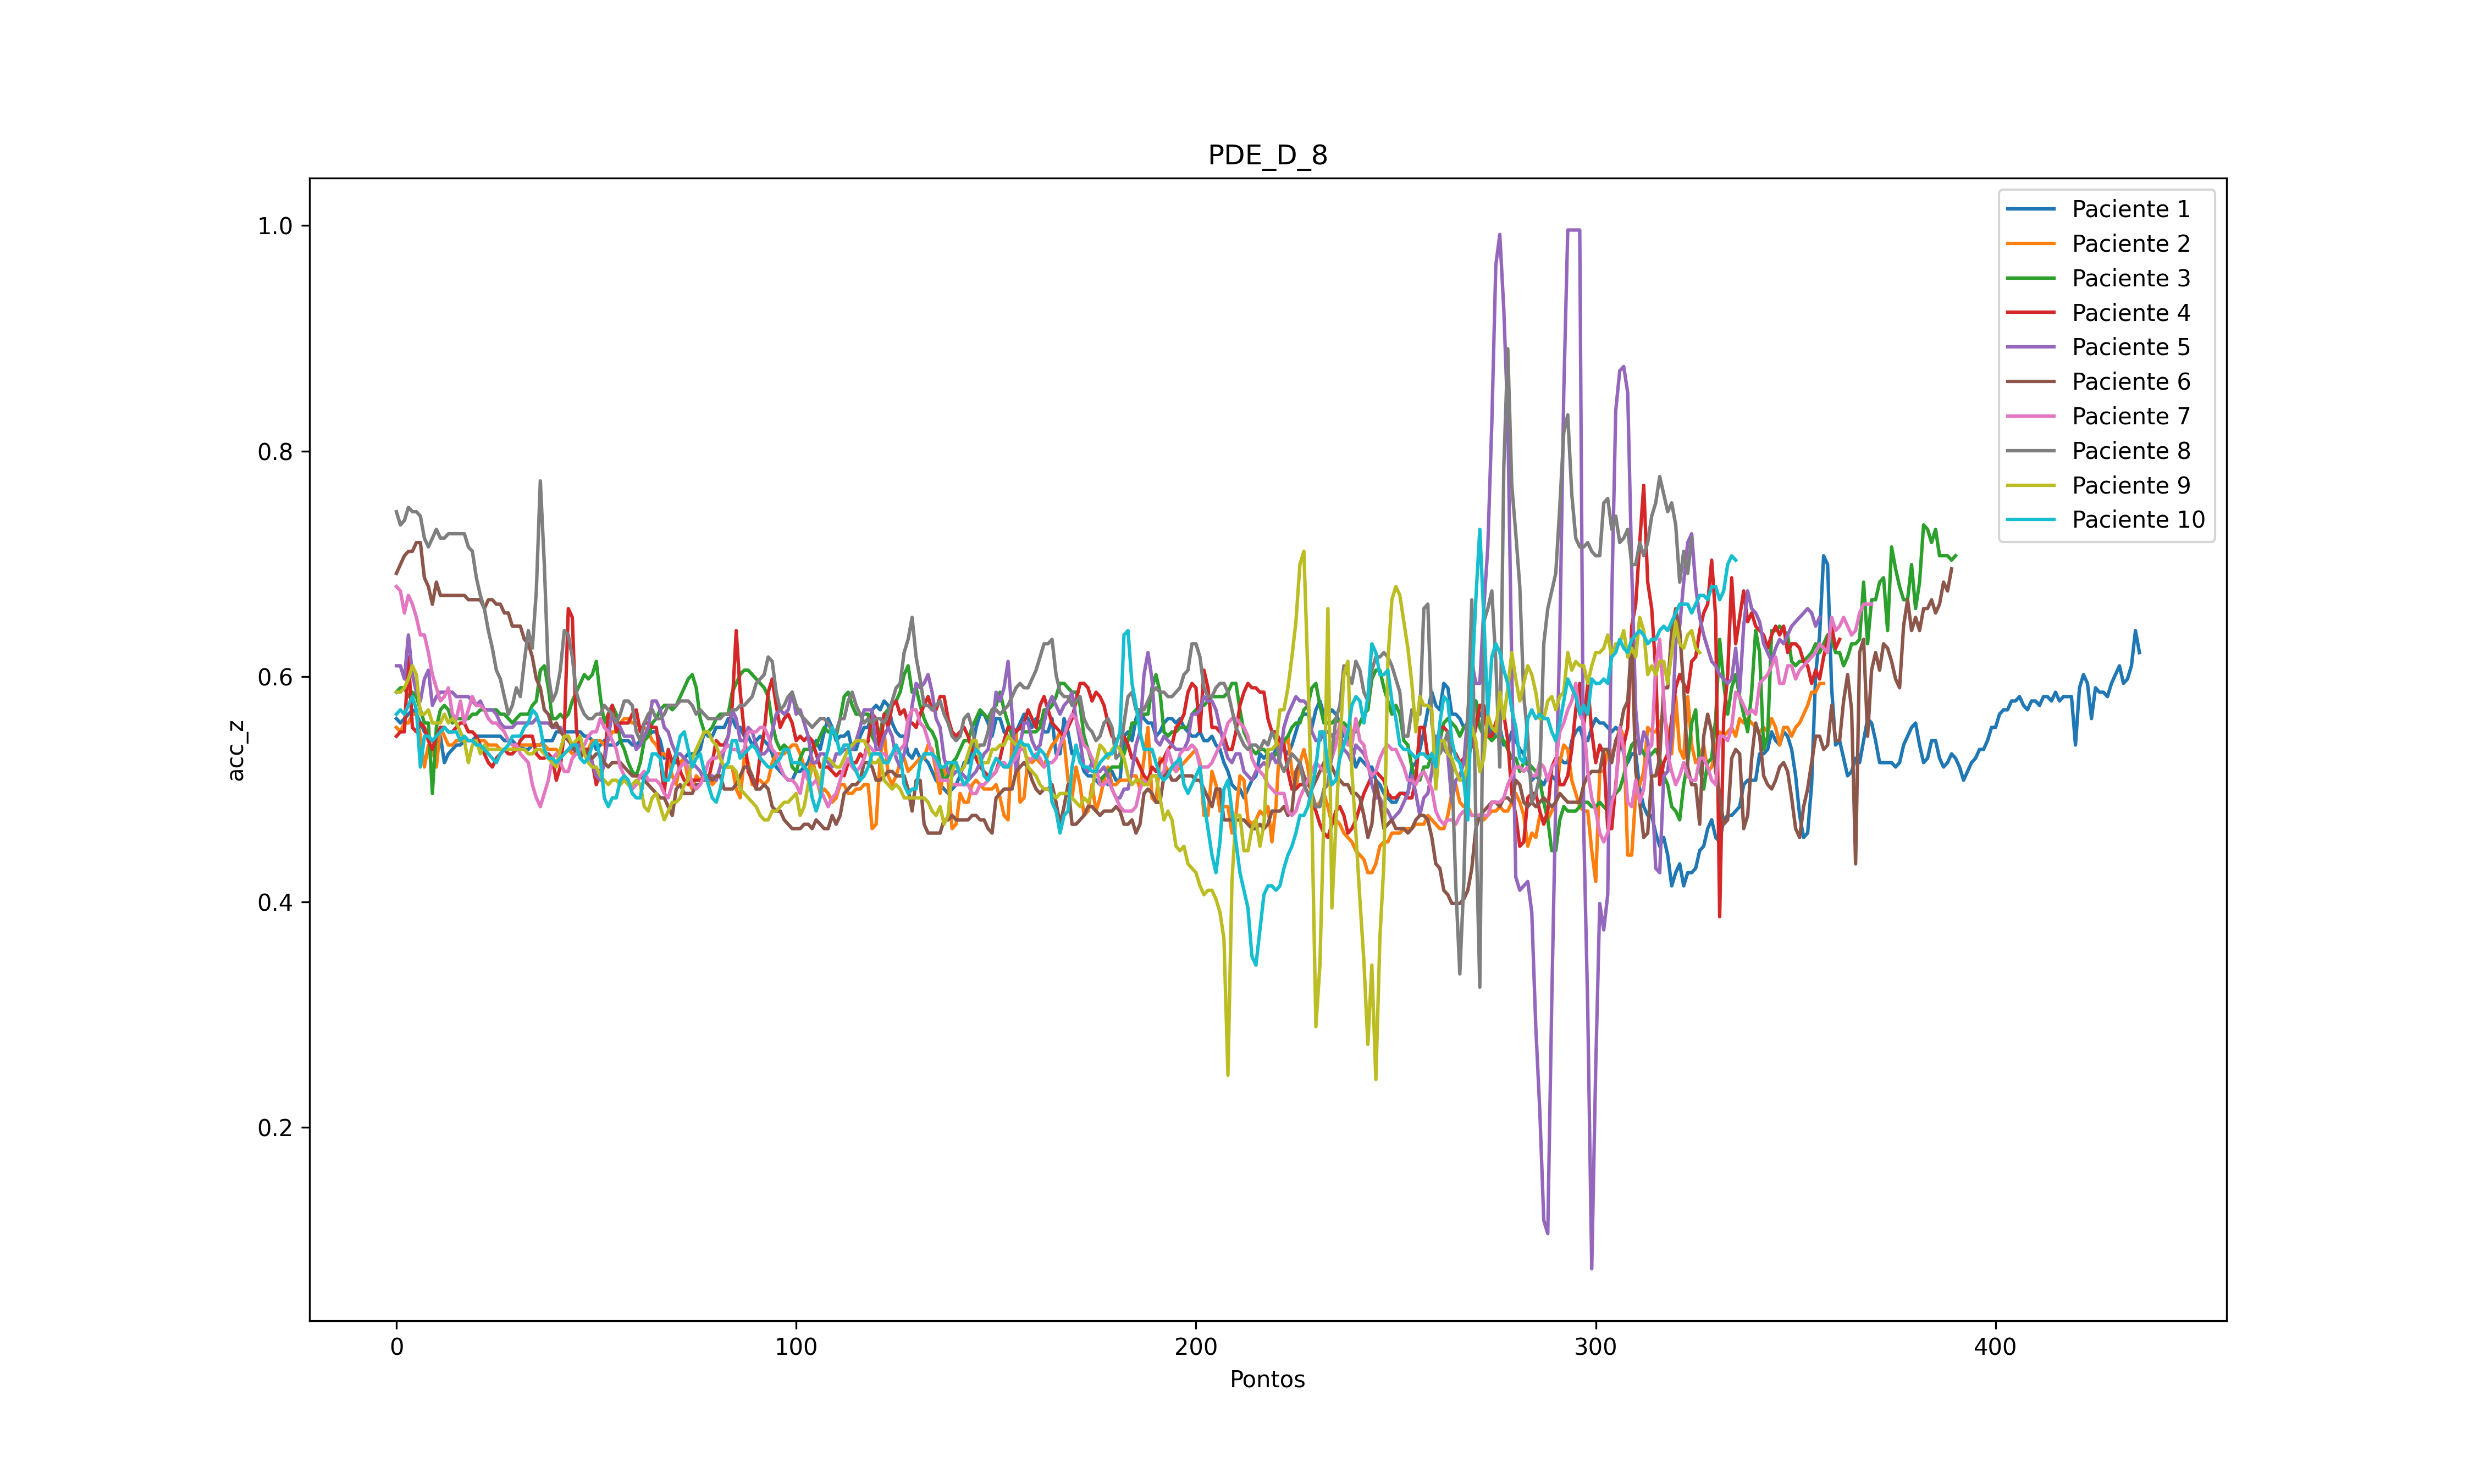 PDE_D_8
1.0
0.8
0.6
0.4
0.2
acc_z
0
100
200
300
400
Pontos
Paciente 1
Paciente 2
Paciente 3
Paciente 4
Paciente 5
Paciente 6
Paciente 7
Paciente 8
Paciente 9
Paciente 10